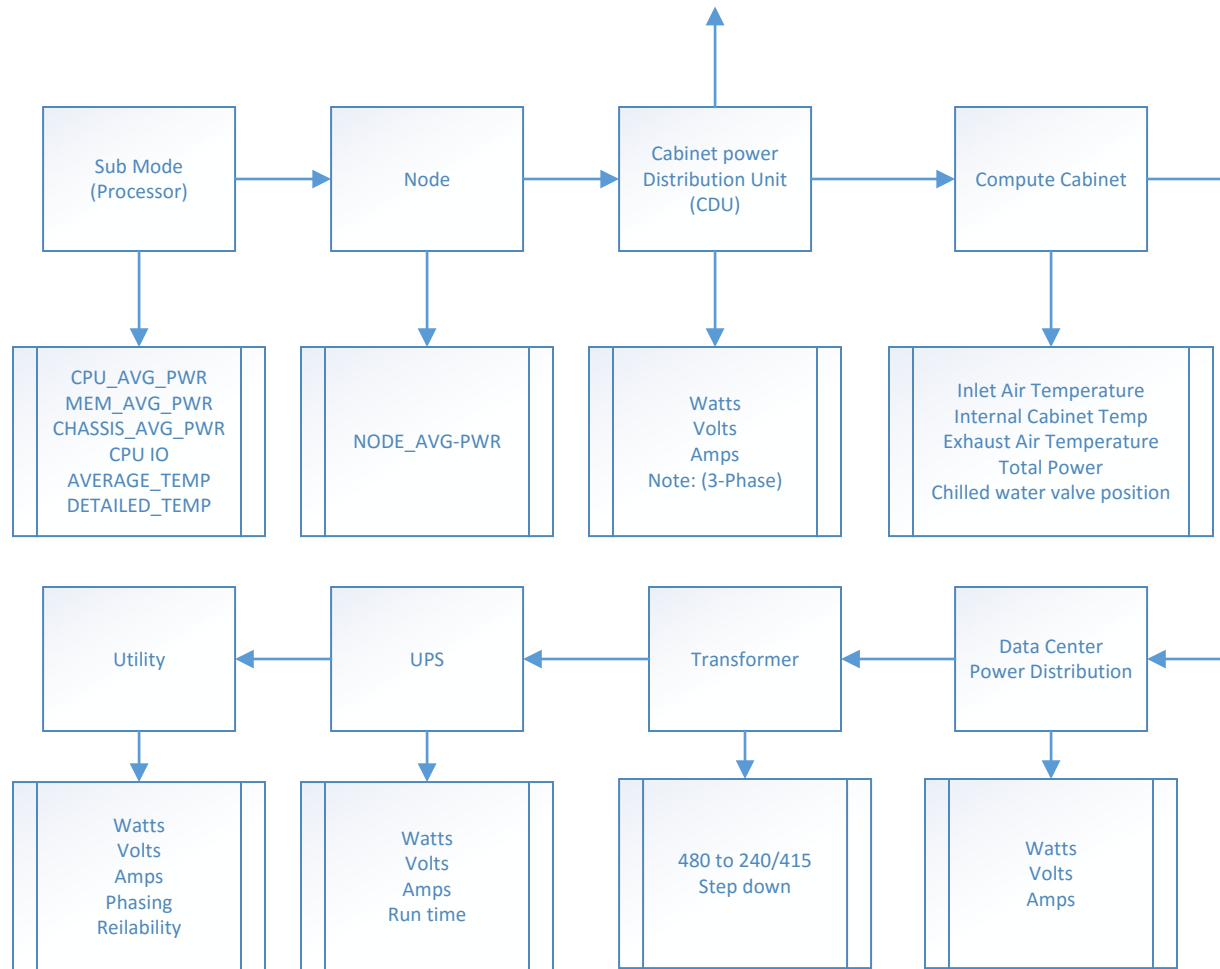 Sub Mode
(Processor)
Node
Cabinet power
Distribution Unit
(CDU)
Compute Cabinet
CPU_AVG_PWR
MEM_AVG_PWR
CHASSIS_AVG_PWR
CPU IO
AVERAGE_TEMP
DETAILED_TEMP
NODE_AVG-PWR
Watts
Volts
Amps
Note: (3-Phase)
Inlet Air Temperature
Internal Cabinet Temp
Exhaust Air Temperature
Total Power
Chilled water valve position
Utility
UPS
Transformer
Data Center
Power Distribution
Watts
Volts
Amps
Phasing
Reilability
Watts
Volts
Amps
Run time
480 to 240/415
Step down
Watts
Volts
Amps